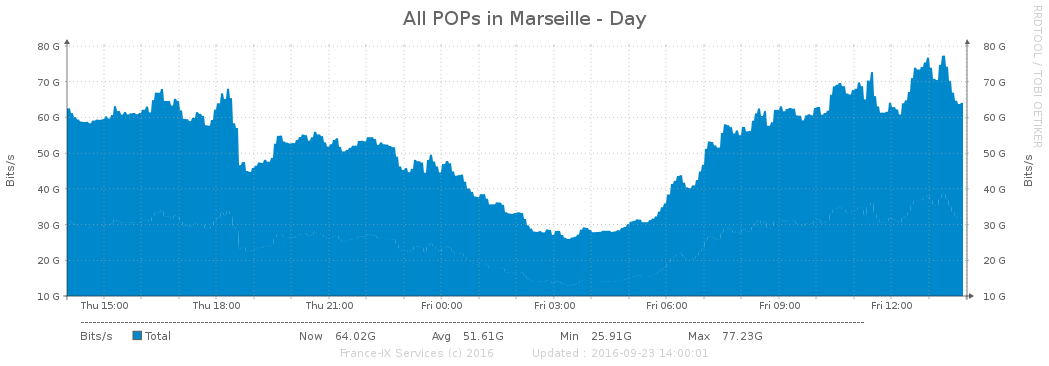 All POPs in Marseille - Day
RRDTOOL / TOBI OETIKER
80 G 80 G
70 G 70 G
60 G 60 G
50 G 50 G
40 G 40 G
30 G 30 G
20 G 20 G
10 G 10 G
Bits/s
Bits/s
Thu 15:00 Thu 18:00 Thu 21:00 Fri 00:00 Fri 03:00 Fri 06:00 Fri 09:00 Fri 12:00
Bits/s Total Now 64.02G Avg 51.61G Min 25.91G Max 77.23G
France-IX Services (c) 2016 Updated : 2016-09-23 14:00:01